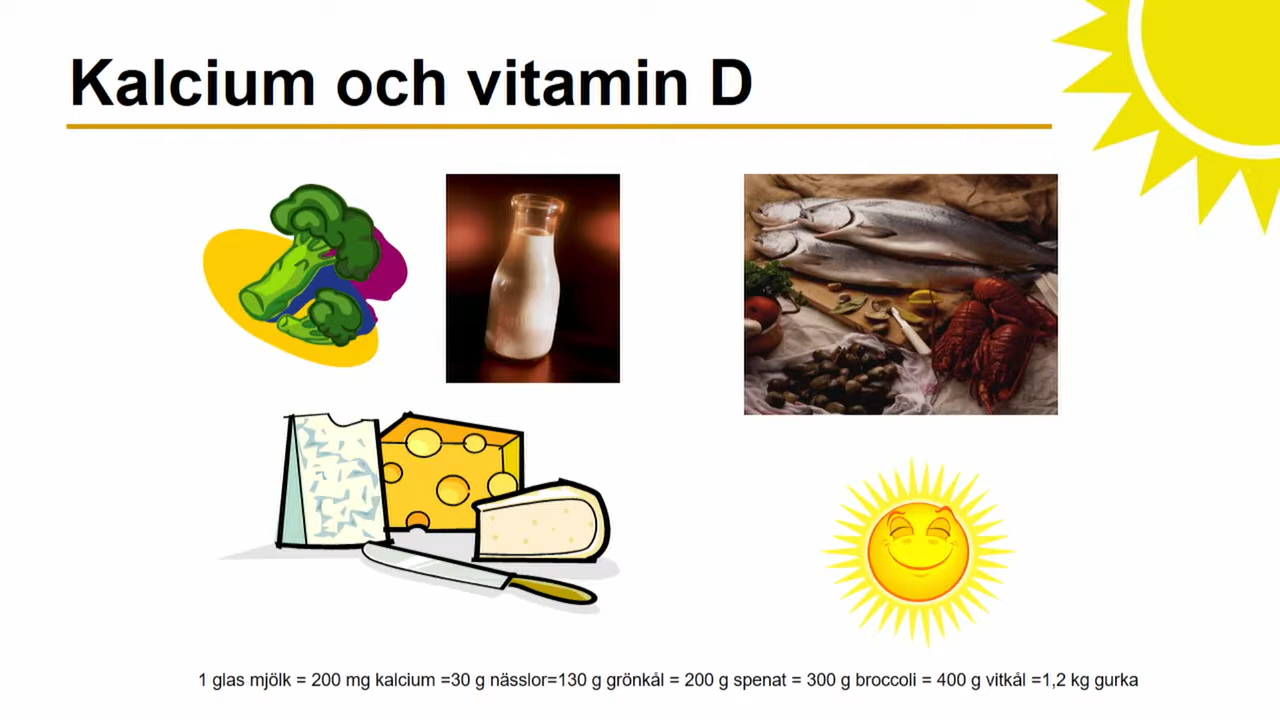 Kalcium och vitamin D
1 glas mjölk = 200 mg kalcium =30 g nässlor=130 g grönkål = 200 g spenat = 300 g broccoli = 400 g vitkål =1,2 kg gurka